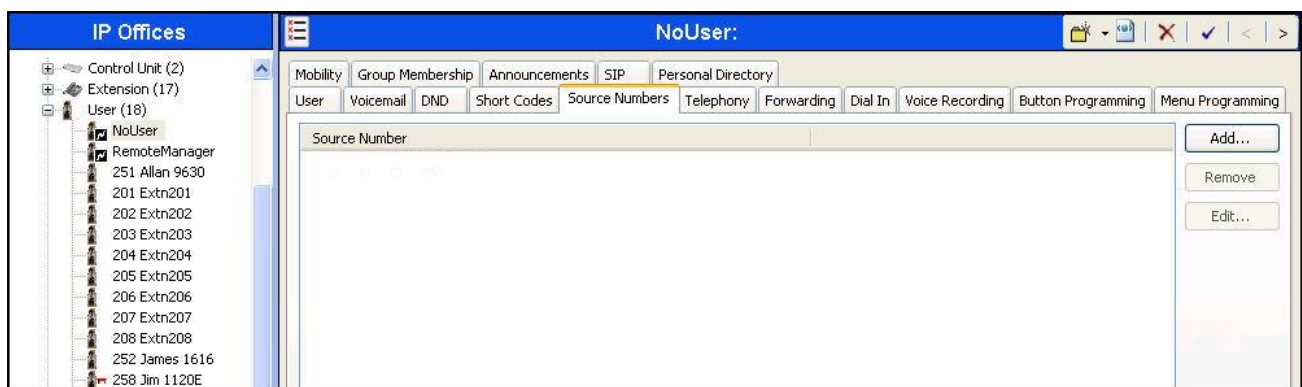 IP Offices
Control Unit (2)
Extension (17)
User (18)
NoUser
RemoteManager
251 Allan 9630
201 Extn201
202 Extn202
203 Extn203
204 Extn204
205 Extn205
206 Extn206
207 Extn207
208 Extn208
252 James 1616
258 Jim 1120E
NoUser:
Mobility Group Membership Announcements SIP Personal Directory
User Voicemail DND Short Codes Source Numbers Telephony Forwarding Dial In Voice Recording Button Programming Menu Programming
Source Number
Add...
Remove
Edit...